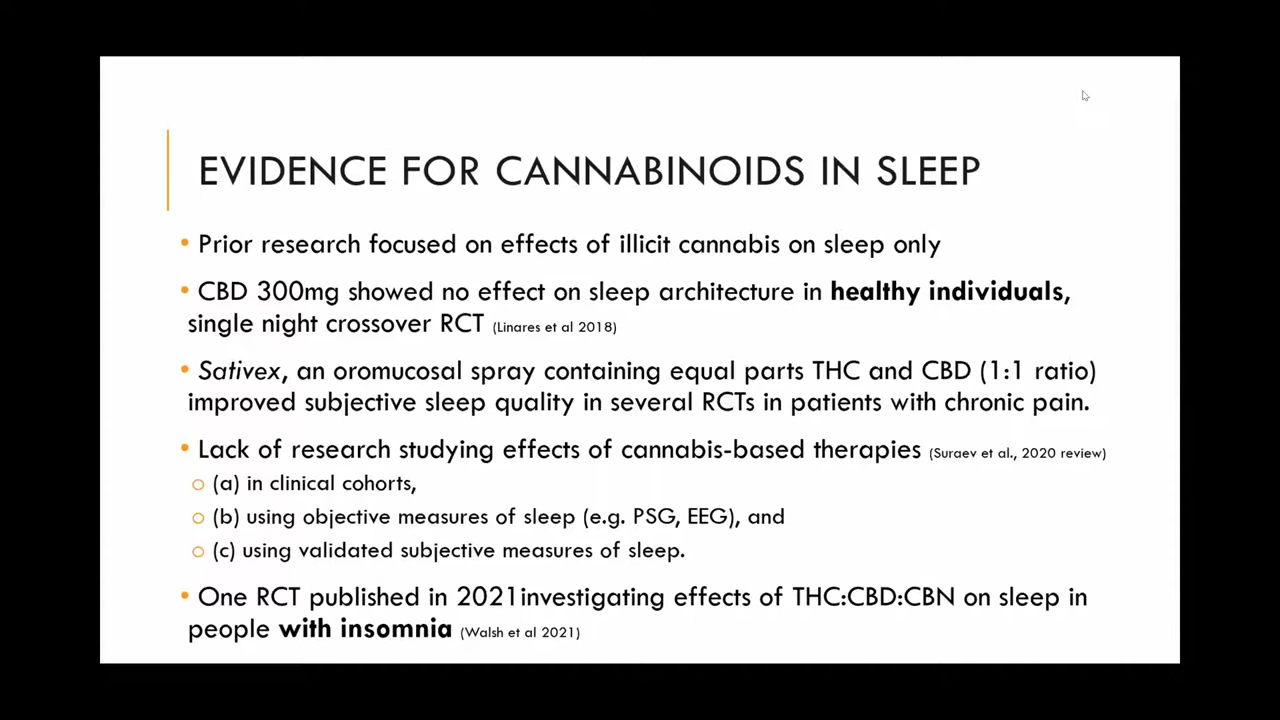 EVIDENCE FOR CANNABINOIDS IN SLEEP
• Prior research focused on effects of illicit cannabis on sleep only
• CBD 300mg showed no effect on sleep architecture in healthy individuals,
single night crossover RCT (Linares et al 2018)
• Sativex, an oromucosal spray containing equal parts THC and CBD (1:1 ratio)
improved subjective sleep quality in several RCTs in patients with chronic pain.
• Lack of research studying effects of cannabis-based therapies (Suraev et al., 2020 review)
○ (a) in clinical cohorts,
○ (b) using objective measures of sleep (e.g. PSG, EEG), and
○ (c) using validated subjective measures of sleep.
• One RCT published in 2021investigating effects of THC:CBD:CBN on sleep in
people with insomnia (Walsh et al 2021)